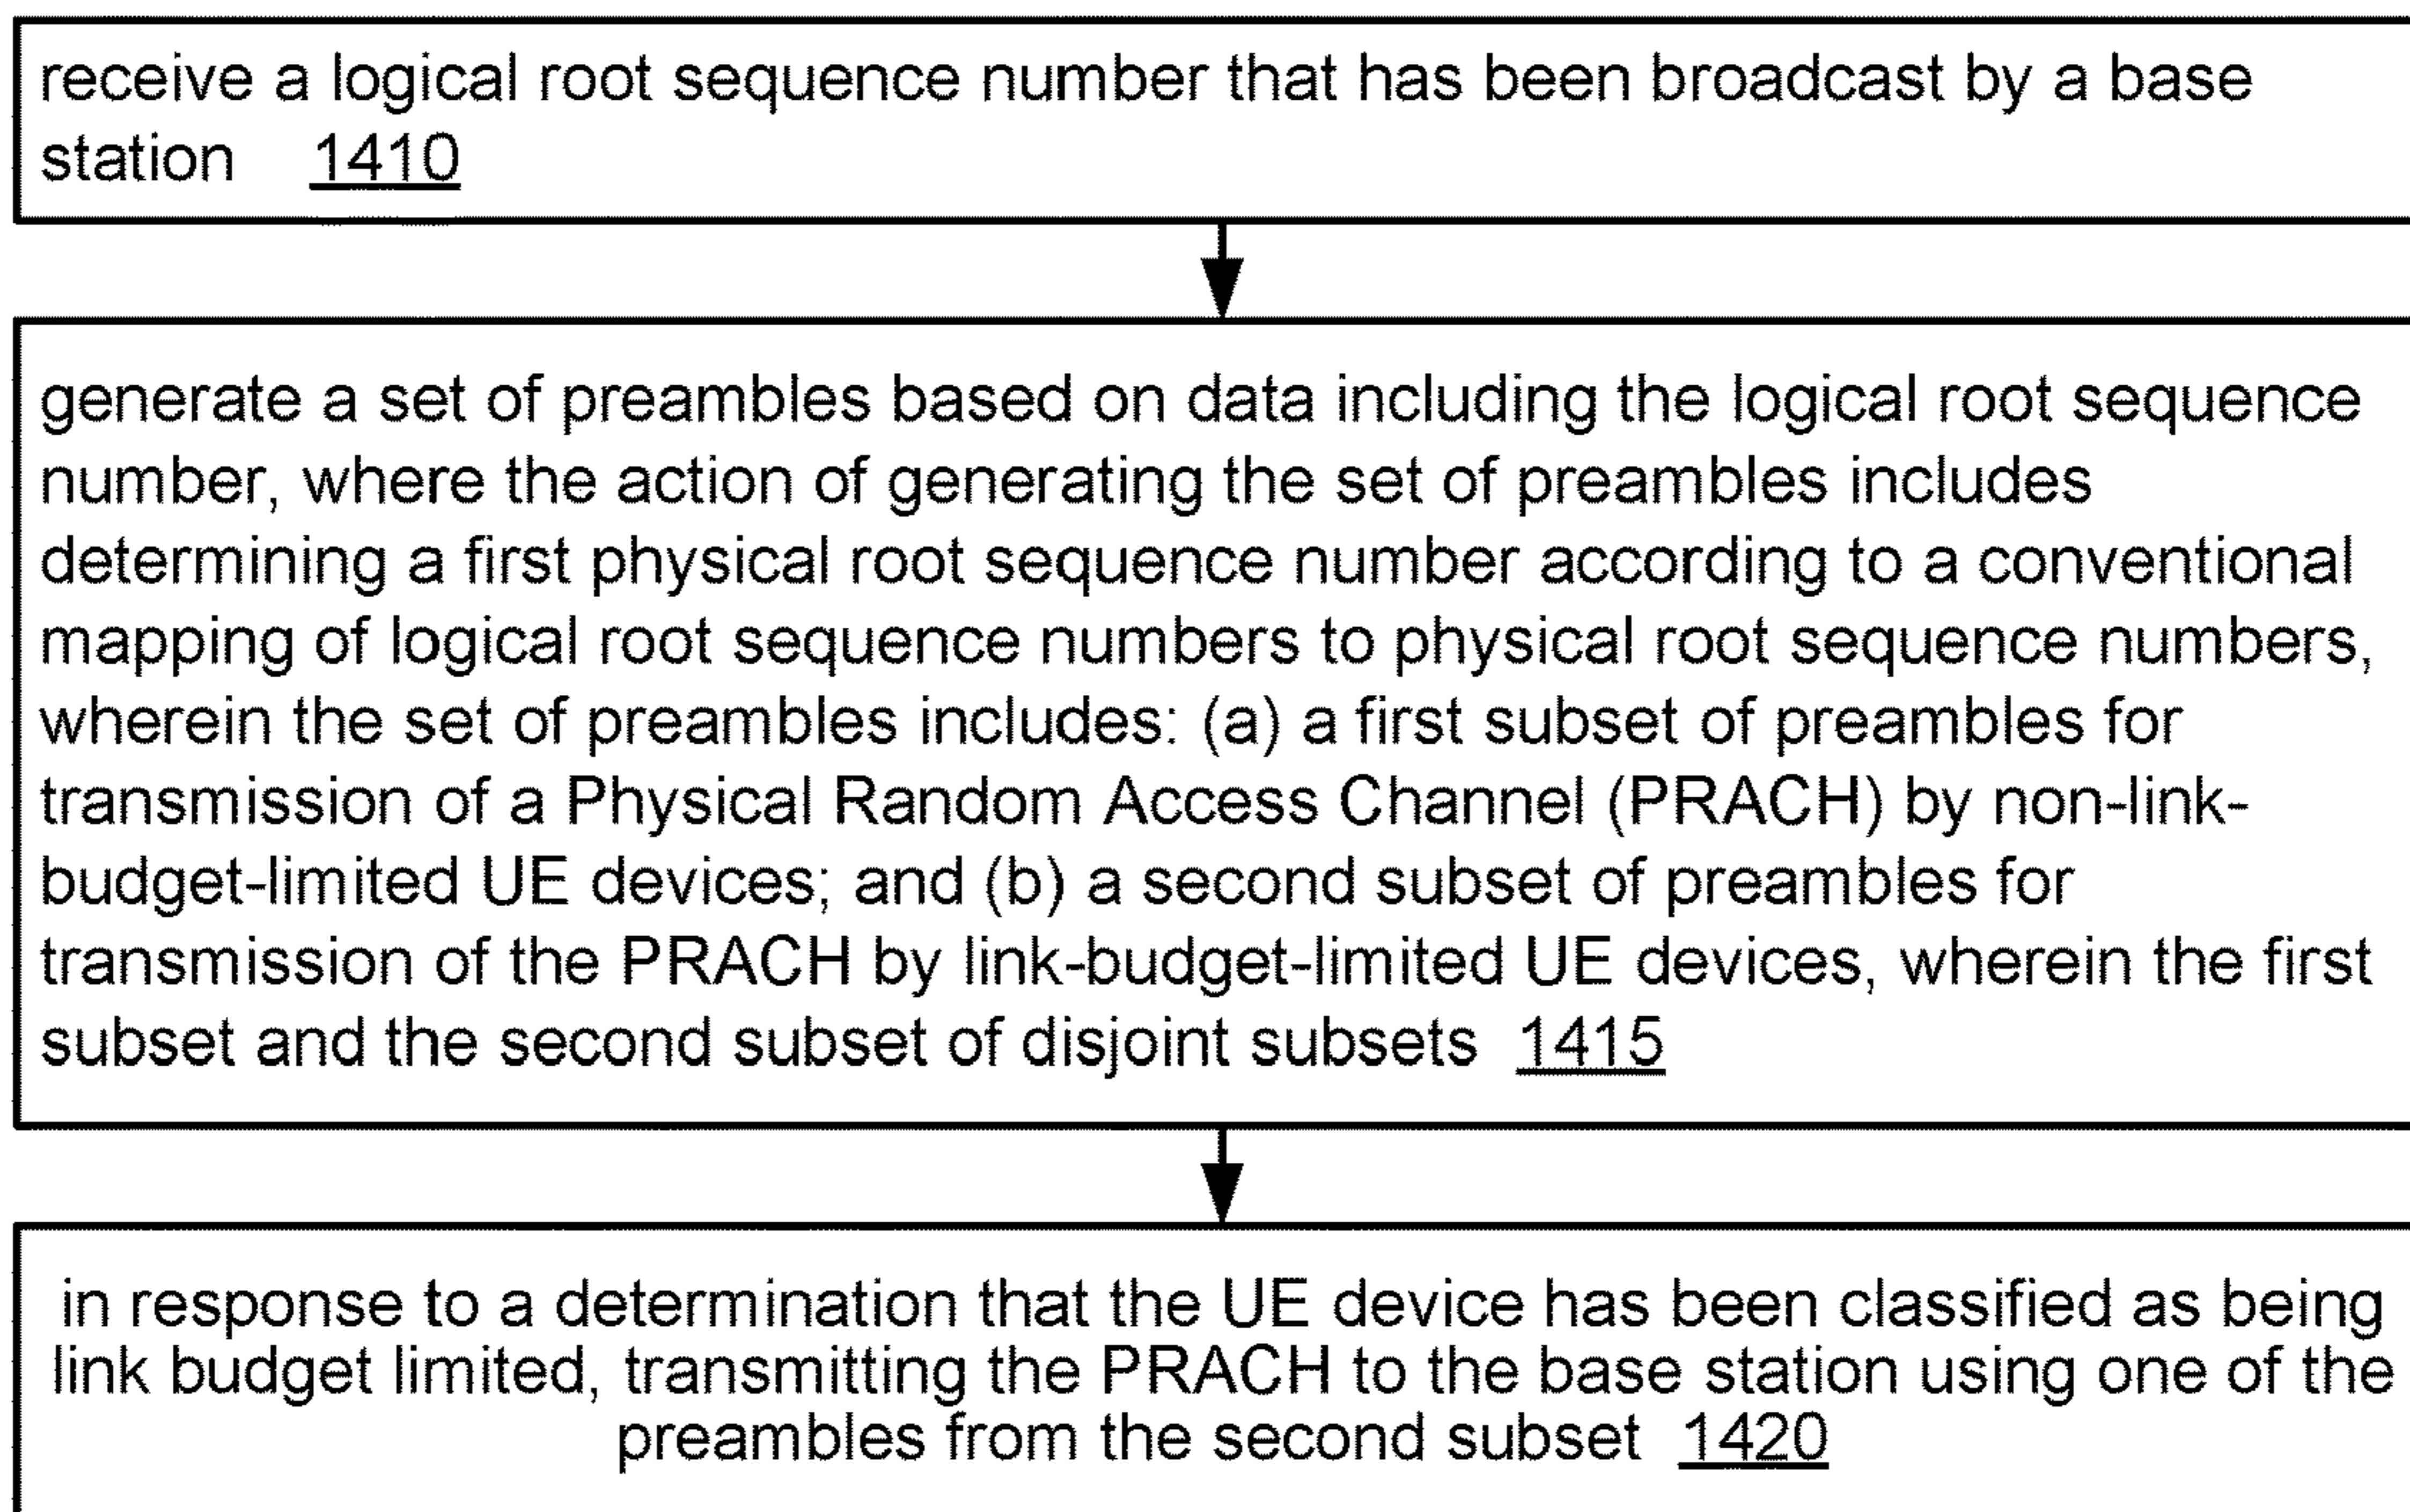 receive a logical root sequence number that has been broadcast by a base
station 1410
generate a set of preambles based on data including the logical root sequence
number, where the action of generating the set of preambles includes
determining a first physical root sequence number according to a conventional
mapping of logical root sequence numbers to physical root sequence numbers,
wherein the set of preambles includes: (a) a first subset of preambles for
transmission of a Physical Random Access Channel (PRACH) by non-link-
budget-limited UE devices; and (b) a second subset of preambles for
transmission of the PRACH by link-budget-limited UE devices, wherein the first
subset and the second subset of disjoint subsets 1415
in response to a determination that the UE device has been classified as being
link budget limited, transmitting the PRACH to the base station using one of the
preambles from the second subset 1420